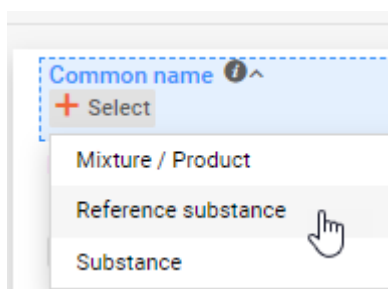 Common name
+ Select
Mixture / Product
Reference substance
Substance